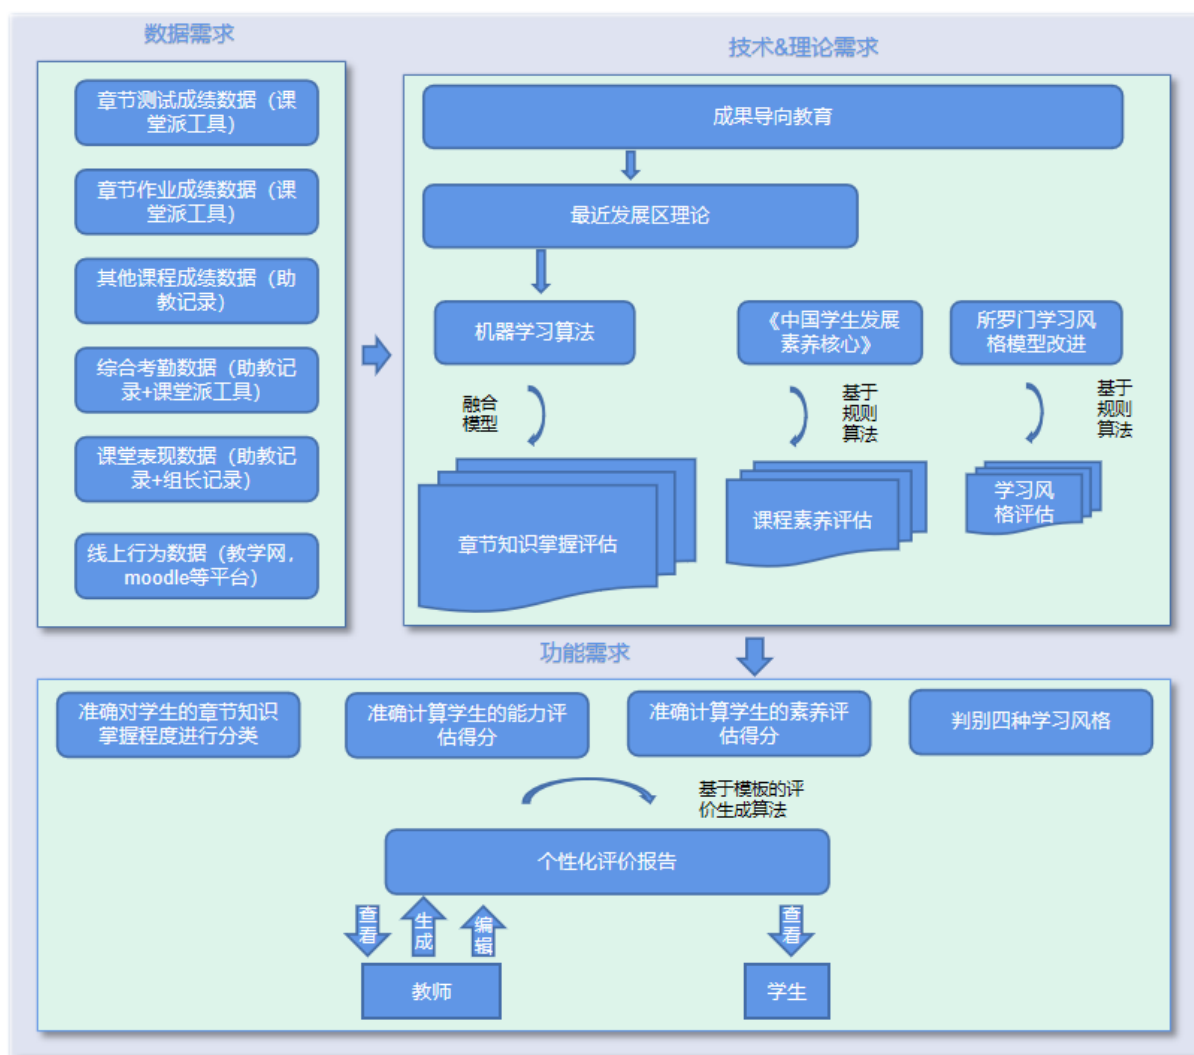 数据需求
章节测试成绩数据（课
堂派工具）
章节作业成绩数据（课
堂派工具）
其他课程成绩数据（助
教记录）
综合考勤数据（助教记
录+课堂派工具）
课堂表现数据（助教记
录+组长记录）
线上行为数据（教学网，
moodle等平台）
技术&理论需求
成果导向教育
最近发展区理论
机器学习算法
《中国学生发展
素养核心》
所罗门学习风
格模型改进
融合
模型
基于
规则
算法
基于
规则
算法
章节知识掌握评估
课程素养评估
学习风
格评估
功能需求
准确对学生的章节知识
掌握程度进行分类
准确计算学生的能力评
估得分
准确计算学生的素养评
估得分
判别四种学习风格
基于模板的评
价生成算法
个性化评价报告
查看
生成
编辑
查看
教师
学生